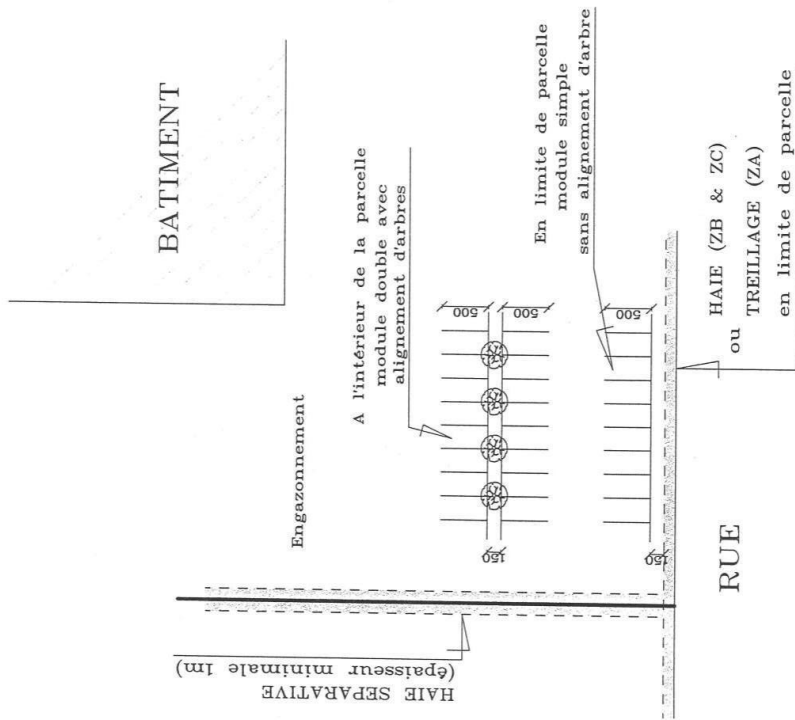 BATIMENT
A l'intérieur de la parcelle
module double avec
alignement d'arbres
En limite de parcelle
module simple
sans alignement d'arbre
Engazonnement
500
500
500
150
150
HAIE SEPARATIVE
(épaisseur minimale 1m)
RUE
HAIE (ZB & ZC)
ou
TREILLAGE (ZA)
en limite de parcelle